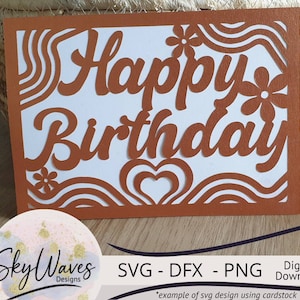 Happy
Birthday
SkyWaves
Designs
SVG - DFX - PNG
*example of svg design using cardstock